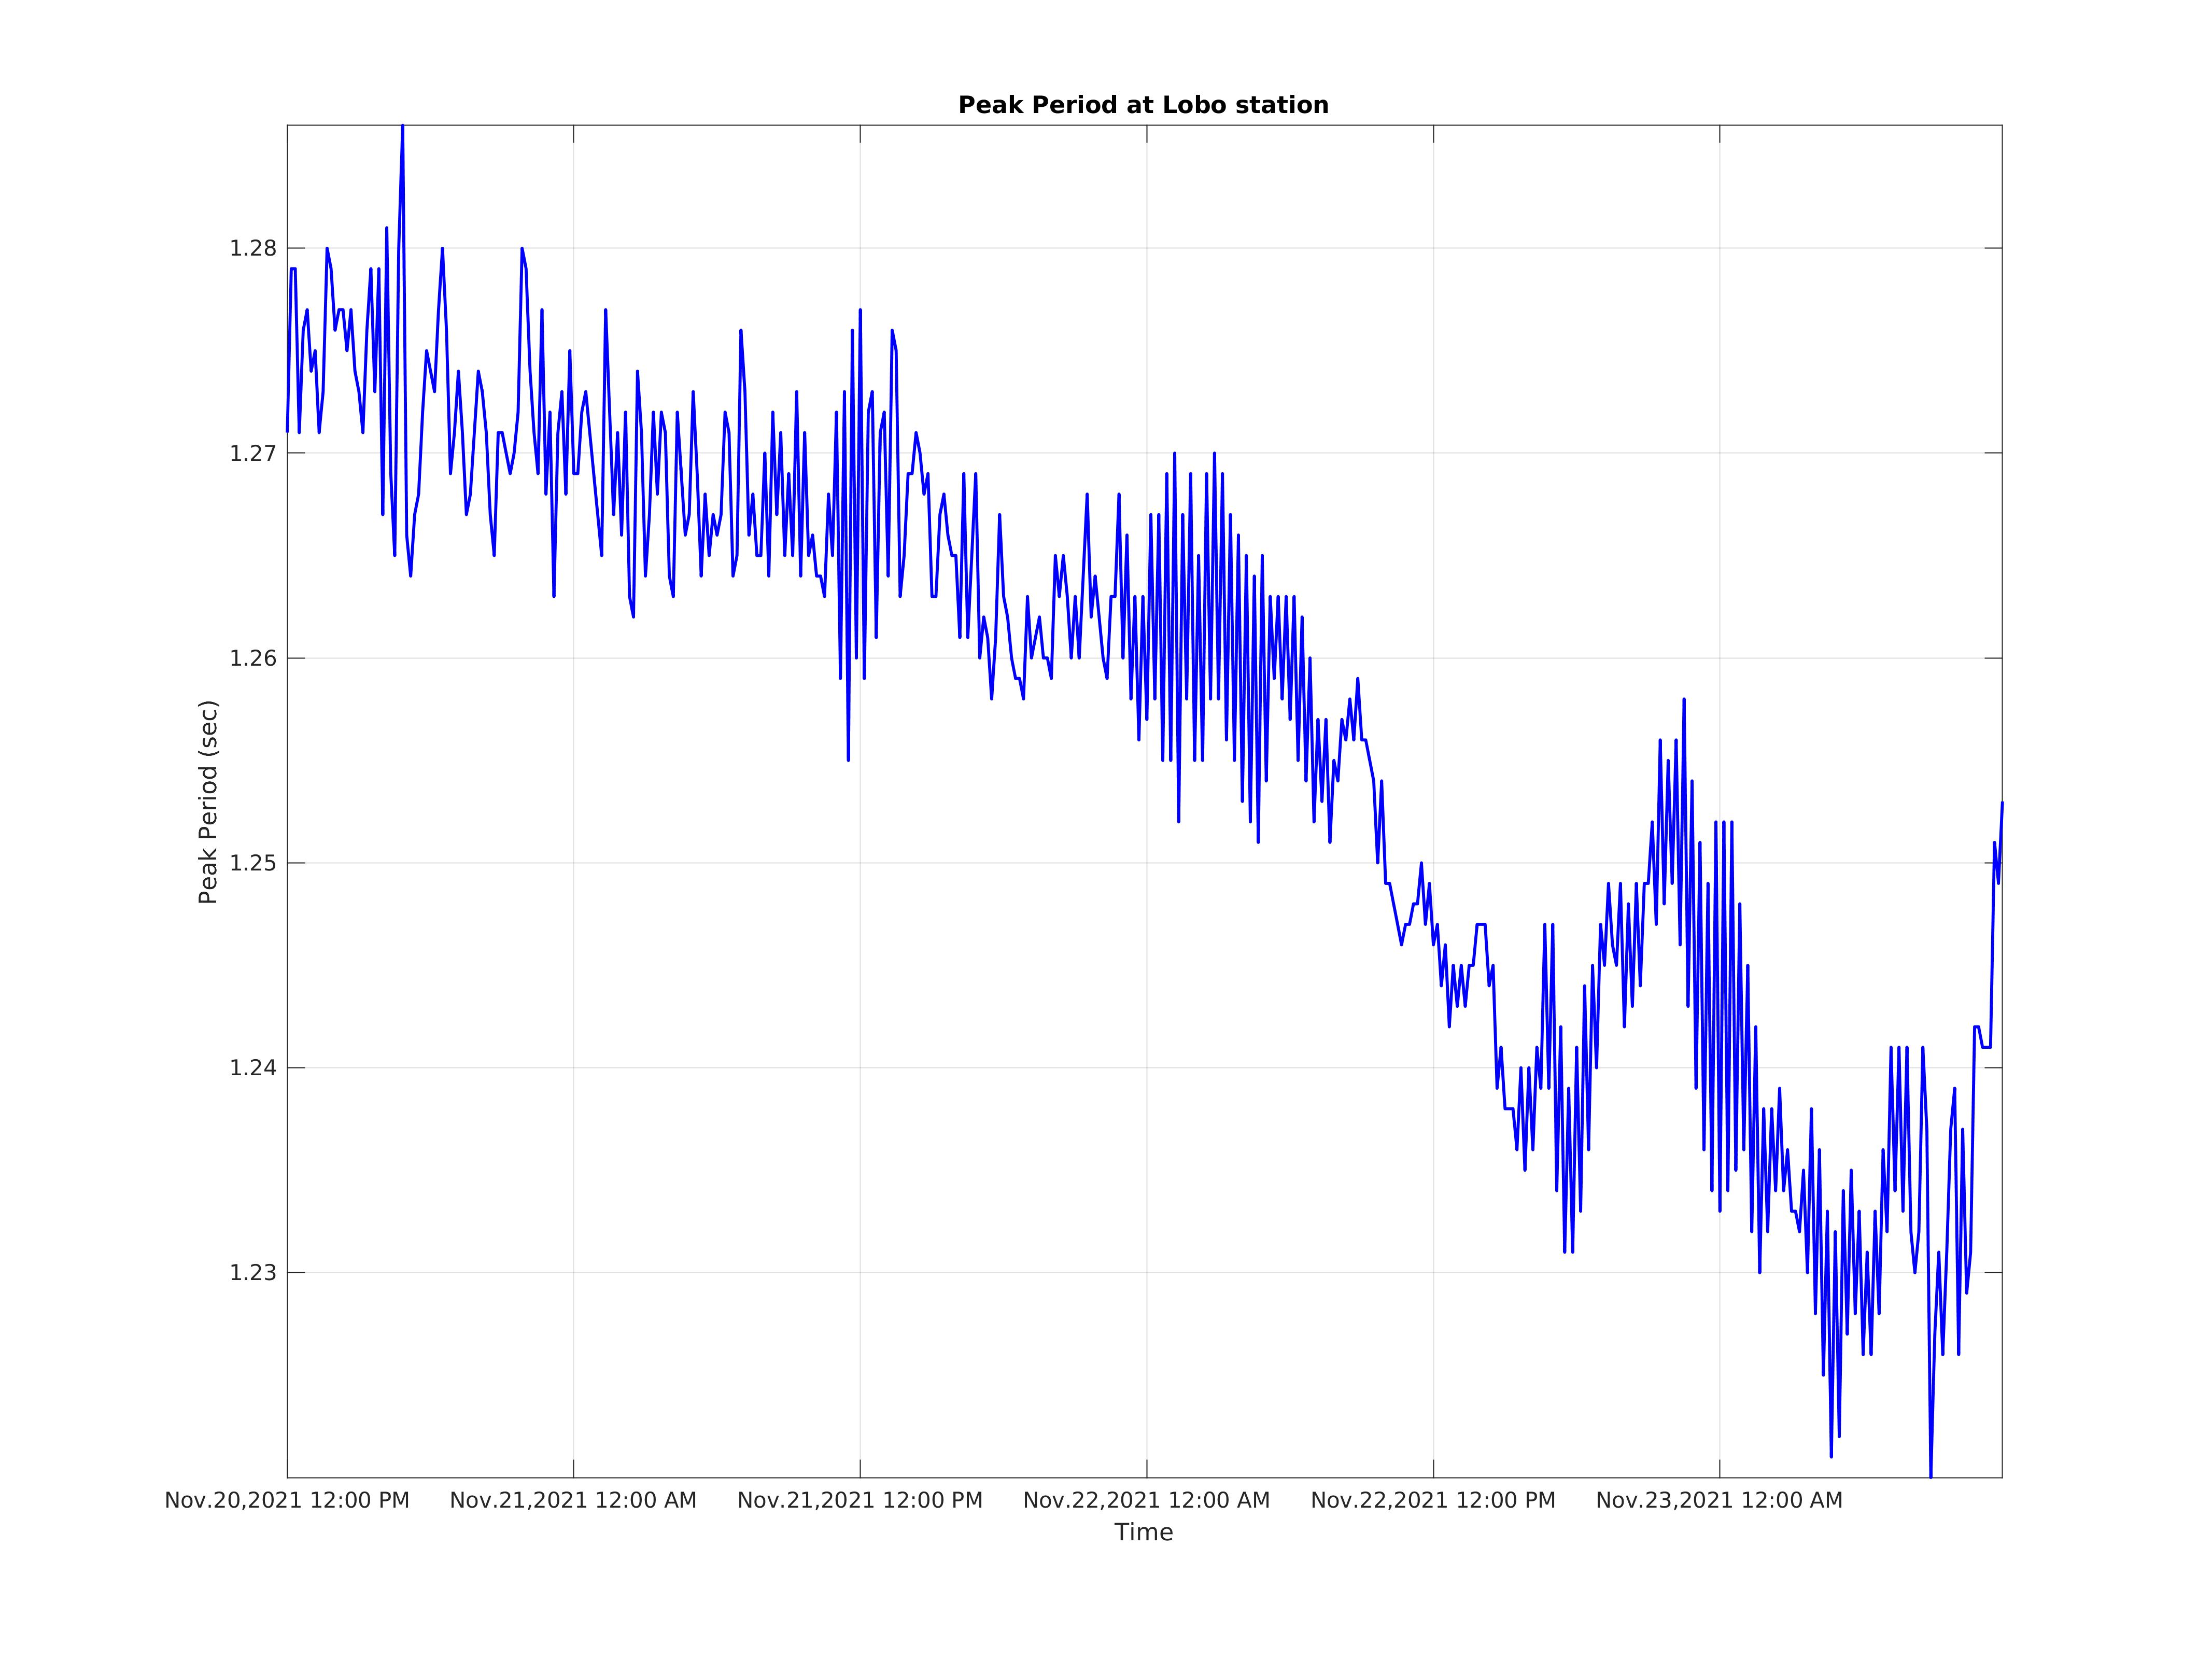 Peak Period at Lobo station
1.28
1.27
1.26
1.25
1.24
1.23
Peak Period (sec)
Nov.20,2021 12:00 PM
Nov.21,2021 12:00 AM
Nov.21,2021 12:00 PM
Nov.22,2021 12:00 AM
Nov.22,2021 12:00 PM
Nov.23,2021 12:00 AM
Time